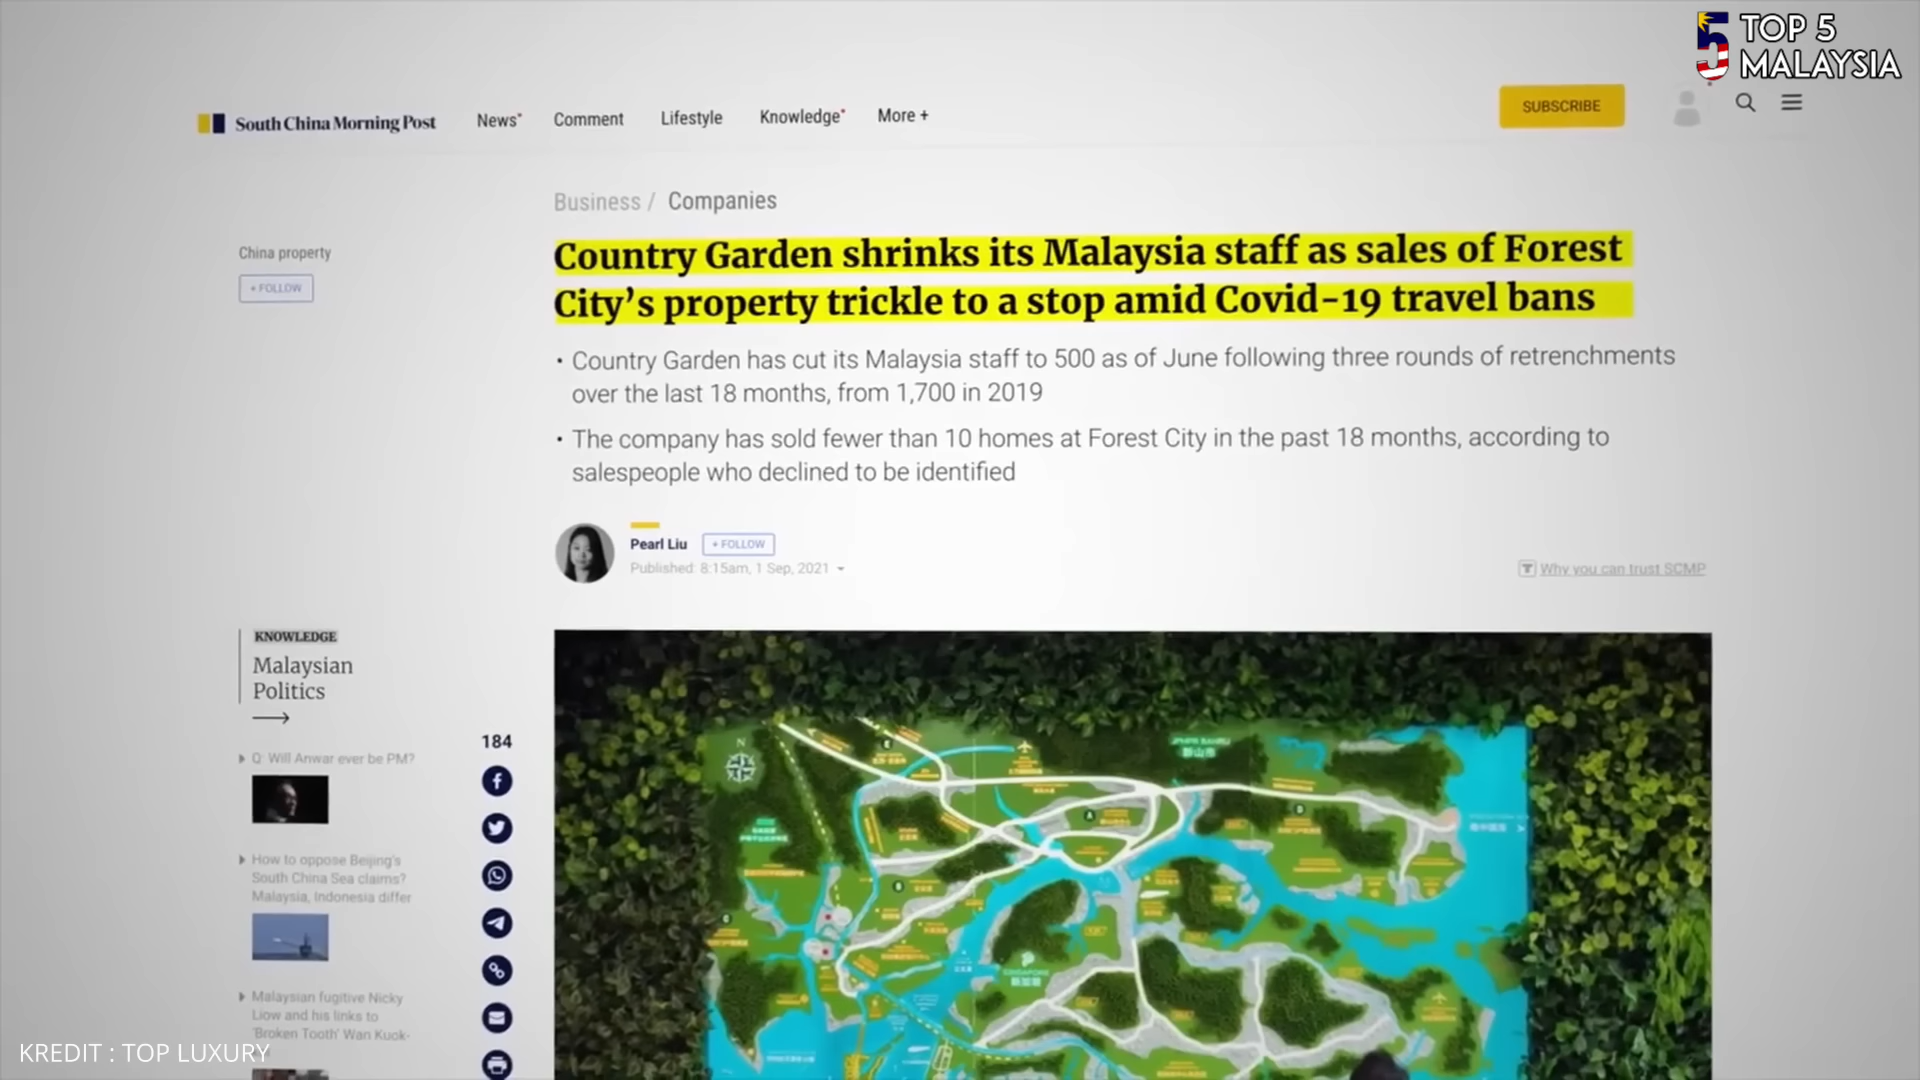 TOP 5
MALAYSIA
South China Morning Post
News
Comment
Lifestyle
Knowledge
More +
SUBSCRIBE
Business / Companies
China property
+ FOLLOW
Country Garden shrinks its Malaysia staff as sales of Forest
City’s property trickle to a stop amid Covid-19 travel bans
• Country Garden has cut its Malaysia staff to 500 as of June following three rounds of retrenchments
over the last 18 months, from 1,700 in 2019
• The company has sold fewer than 10 homes at Forest City in the past 18 months, according to
salespeople who declined to be identified
Pearl Liu
+ FOLLOW
Published: 8:15am, 1 Sep, 2021
Why you can trust SCMP
KNOWLEDGE
Malaysian
Politics
184
Q: Will Anwar ever be PM?
How to oppose Beijing's
South China Sea claims?
Malaysia, Indonesia differ
Malaysian fugitive Nicky
Liow and his links to
'Broken Tooth' Wan Kuok-
N
新山市
SINGAPORE
新加坡
KREDIT : TOP LUXURY